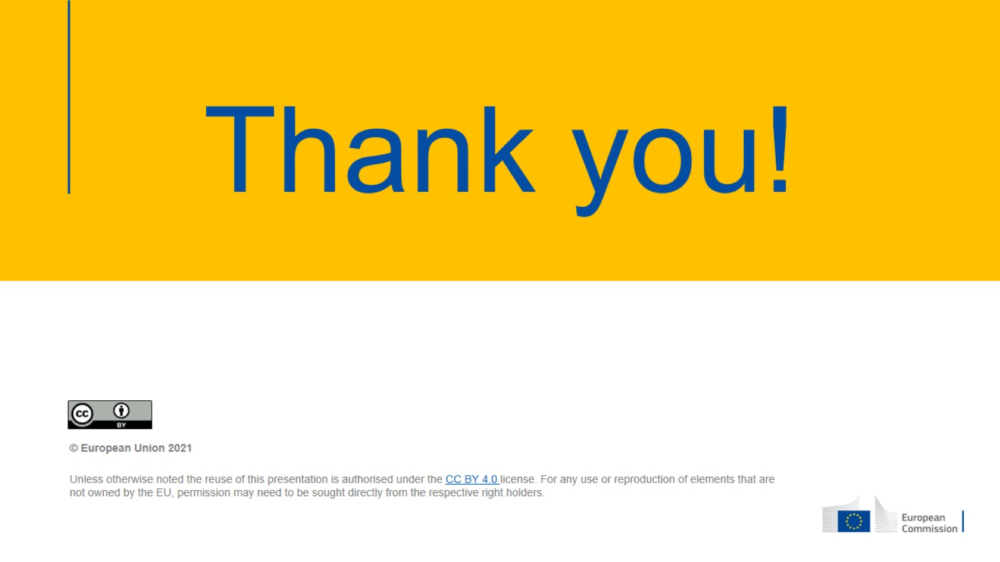 Thank you!
cc
BY
© European Union 2021
Unless otherwise noted the reuse of this presentation is authorised under the CC BY 4.0 license. For any use or reproduction of elements that are
not owned by the EU, permission may need to be sought directly from the respective right holders.
European
Commission